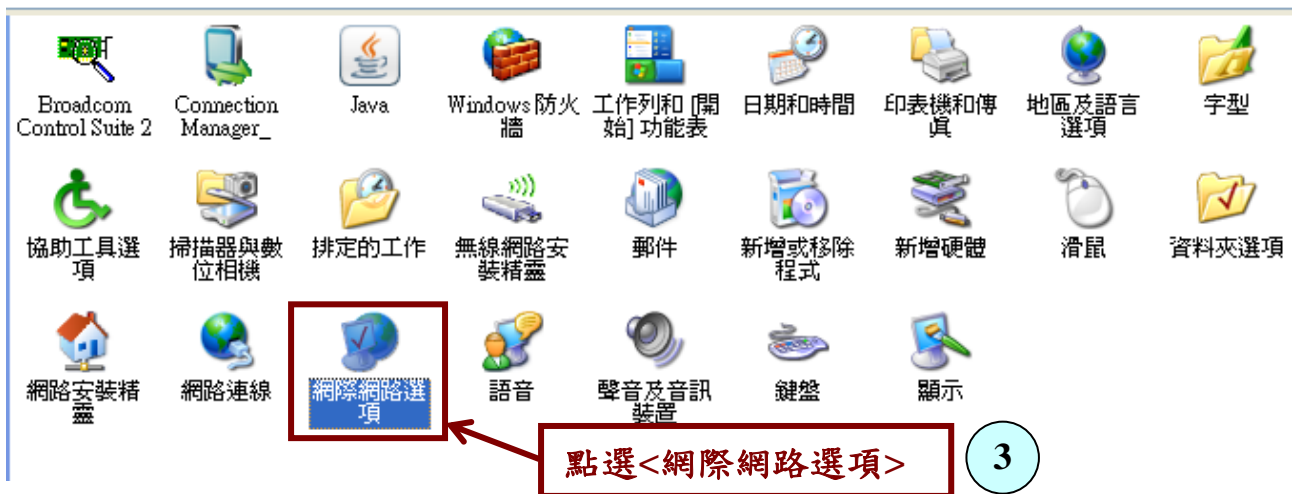 Broadcom
Control Suite 2
Connection
Manager_
Java
Windows 防火
牆
工作列和 [開
始] 功能表
日期和時間
印表機和傳
真
地區及語言
選項
字型
協助工具選
項
掃描器與數
位相機
排定的工作
無線網路安
裝精靈
郵件
新增或移除
程式
新增硬體
滑鼠
資料夾選項
網路安裝精
靈
網路連線
網際網路選
項
語音
聲音及音訊
裝置
鍵盤
顯示
點選<網際網路選項>
3